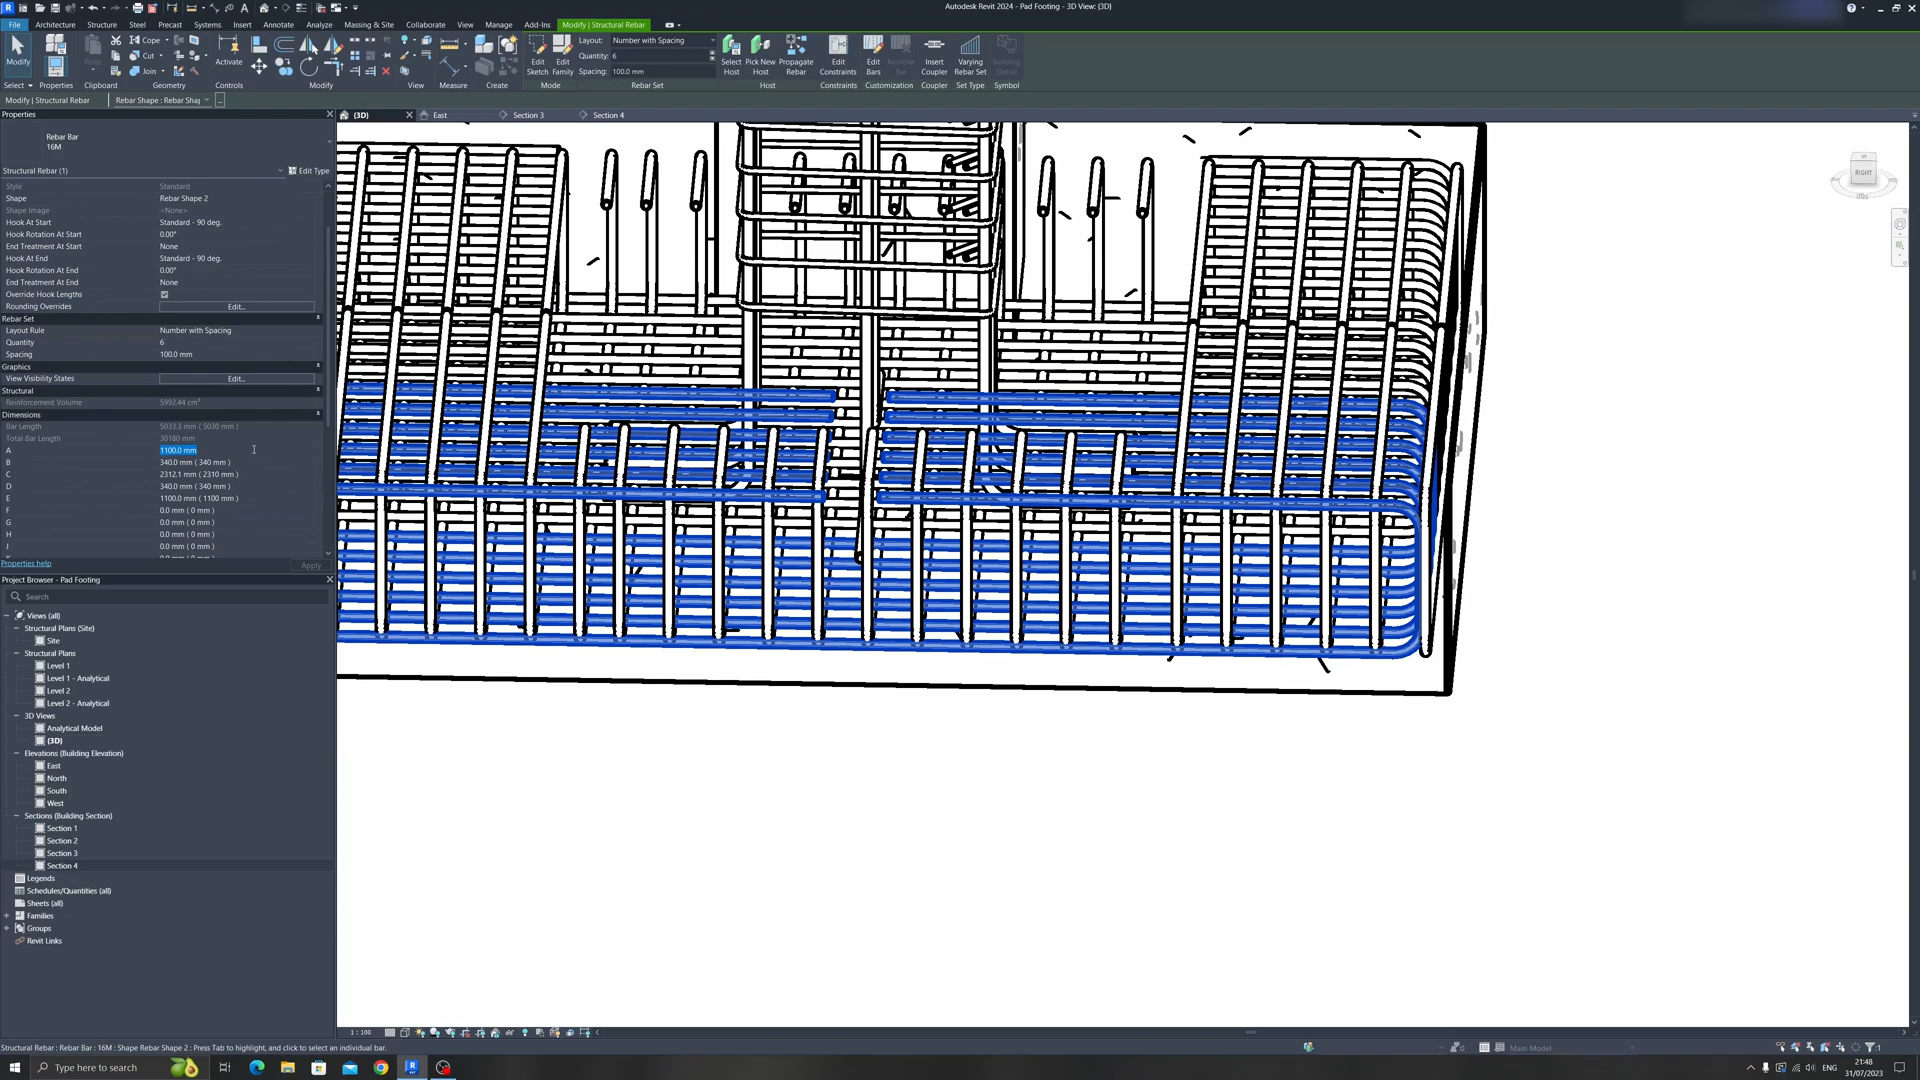 Autodesk Revit 2024 - Pad Footing - 3D View: {3D}
File Architecture Structure Steel Precast Systems Insert Annotate Analyze Massing & Site Collaborate View Manage Add-Ins Modify | Structural Rebar
Cope
Cut
Join
Layout: Number with Spacing
Quantity: 6
Spacing: 100.0 mm
Modify
Paste
Activate
Edit Sketch
Edit Family
Select Host
Pick New Host
Propagate Rebar
Edit Constraints
Edit Bars
Remove Bar
Insert Coupler
Varying Rebar Set
Bending Detail
Select Properties Clipboard Geometry Controls Modify View Measure Create Mode Rebar Set Host Constraints Customization Coupler Set Type Symbol
Modify | Structural Rebar Rebar Shape : Rebar Shap
Properties
{3D} East Section 3 Section 4
Rebar Bar
16M
Structural Rebar (1) Edit Type
Style Standard
Shape Rebar Shape 2
Shape Image <None>
Hook At Start Standard - 90 deg.
Hook Rotation At Start 0.00°
End Treatment At Start None
Hook At End Standard - 90 deg.
Hook Rotation At End 0.00°
End Treatment At End None
Override Hook Lengths
Rounding Overrides Edit...
Rebar Set
Layout Rule Number with Spacing
Quantity 6
Spacing 100.0 mm
Graphics
View Visibility States Edit...
Structural
Reinforcement Volume 5992.44 cm³
Dimensions
Bar Length 5033.3 mm ( 5030 mm )
Total Bar Length 30180 mm
A 1100.0 mm
B 340.0 mm ( 340 mm )
C 2312.1 mm ( 2310 mm )
D 340.0 mm ( 340 mm )
E 1100.0 mm ( 1100 mm )
F 0.0 mm ( 0 mm )
G 0.0 mm ( 0 mm )
H 0.0 mm ( 0 mm )
J 0.0 mm ( 0 mm )
Properties help Apply
Project Browser - Pad Footing
Search
Views (all)
Structural Plans (Site)
Site
Structural Plans
Level 1
Level 1 - Analytical
Level 2
Level 2 - Analytical
3D Views
Analytical Model
{3D}
Elevations (Building Elevation)
East
North
South
West
Sections (Building Section)
Section 1
Section 2
Section 3
Section 4
Legends
Schedules/Quantities (all)
Sheets (all)
Families
Groups
Revit Links
RIGHT
1 : 100
Structural Rebar : Rebar Bar : 16M : Shape Rebar Shape 2 : Press Tab to highlight, and click to select an individual bar.
:0
Main Model
:1
Type here to search
ENG
21:48
31/07/2023